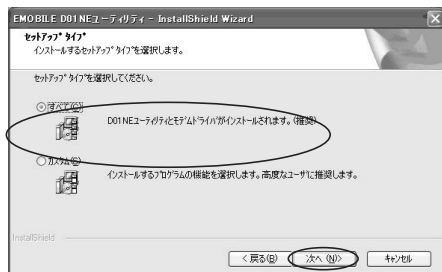 EMOBILE D01NEユーティリティ - InstallShield Wizard
セットアップ タイプ
インストールするセットアップ タイプを選択します。
セットアップ タイプを選択してください。
すべて(C)
D01NEユーティリティとモデムドライバがインストールされます。(推奨)
カスタム(S)
インストールするプログラムの機能を選択します。高度なユーザに推奨します。
InstallShield
< 戻る(B)
次へ (N)>
キャンセル